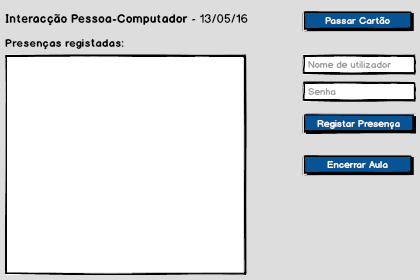 Interacção Pessoa-Computador - 13/05/16
Passar Cartão
Presenças registadas:
Nome de utilizador
Senha
Registar Presença
Encerrar Aula